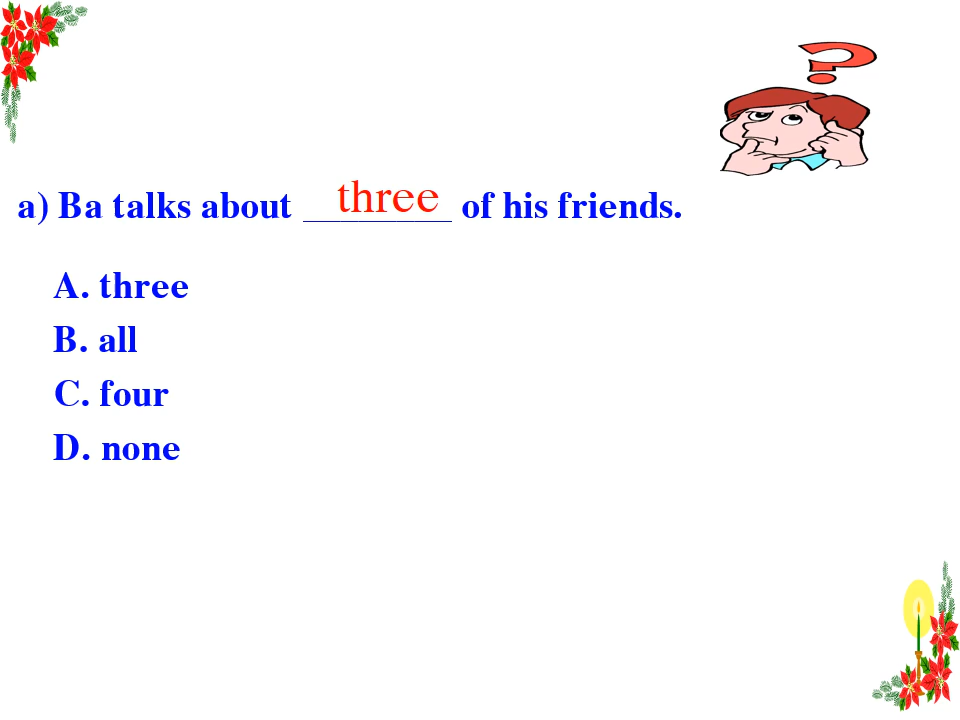 a) Ba talks about three of his friends.
A. three
B. all
C. four
D. none